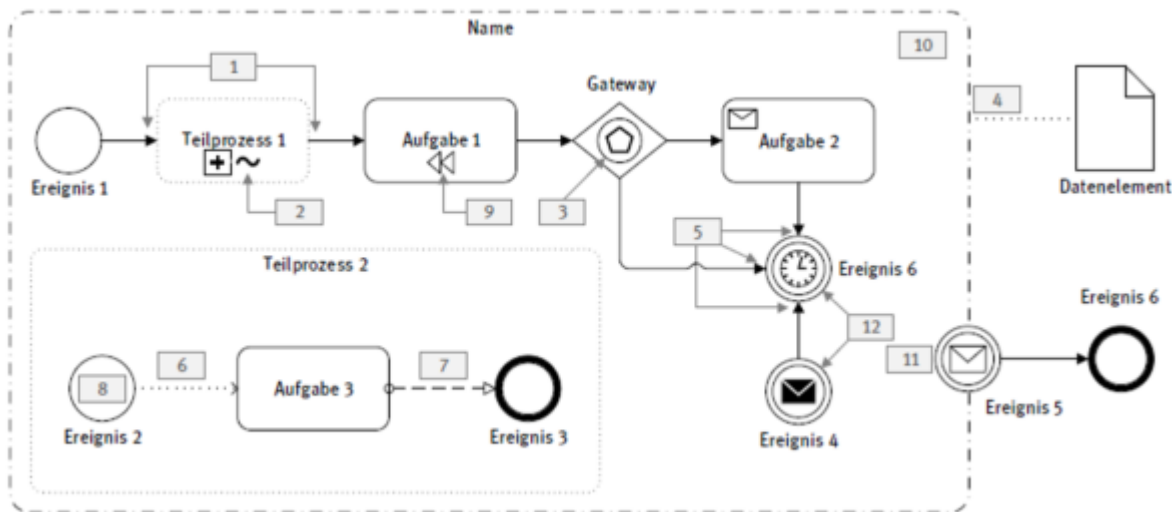 Name
10
1
Gateway
4
Teilprozess 1
Aufgabe 1
Aufgabe 2
Ereignis 1
Datenelement
2
9
3
5
Teilprozess 2
Ereignis 6
Ereignis 6
12
6
7
11
8
Aufgabe 3
Ereignis 5
Ereignis 2
Ereignis 3
Ereignis 4